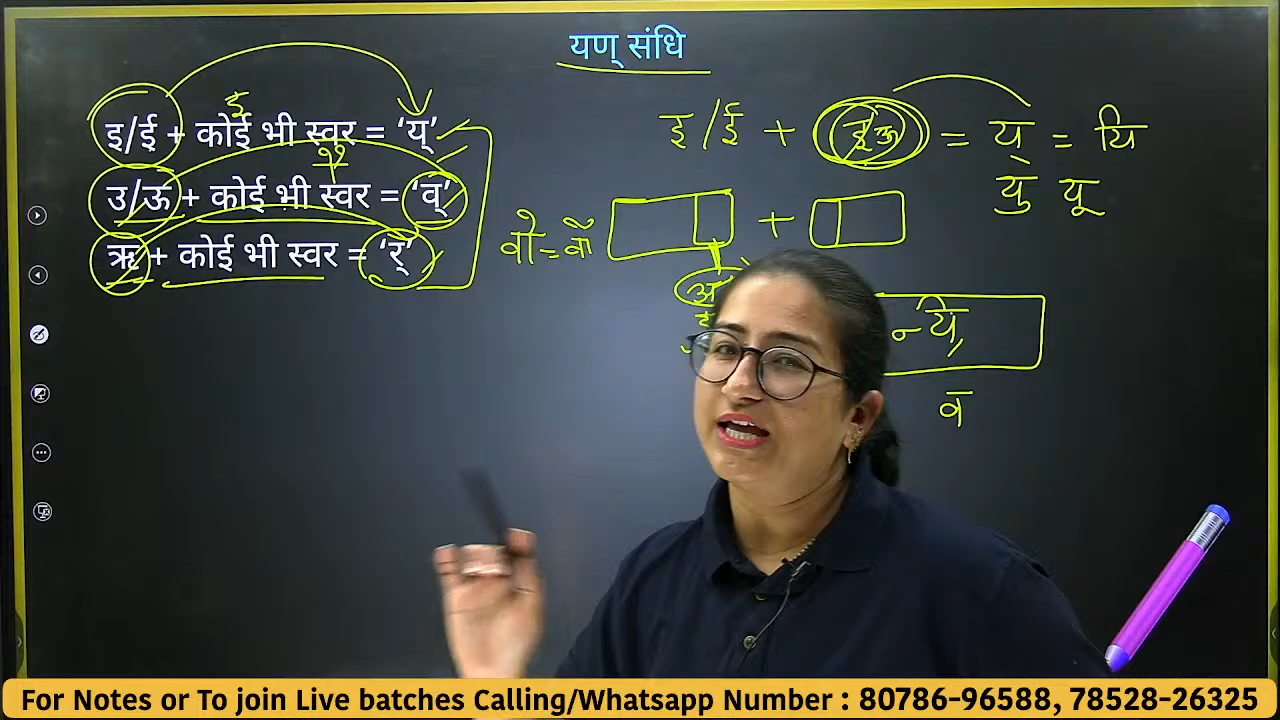 यण् संधि
इ/ई + कोई भी स्वर = ‘य्’
उ/ऊ + कोई भी स्वर = ‘व्’
ऋ + कोई भी स्वर = ‘र्’
इ/ई + = य = यि
यु यू
वो = वो
+
अ
यि
व
For Notes or To join Live batches Calling/Whatsapp Number : 80786-96588, 78528-26325